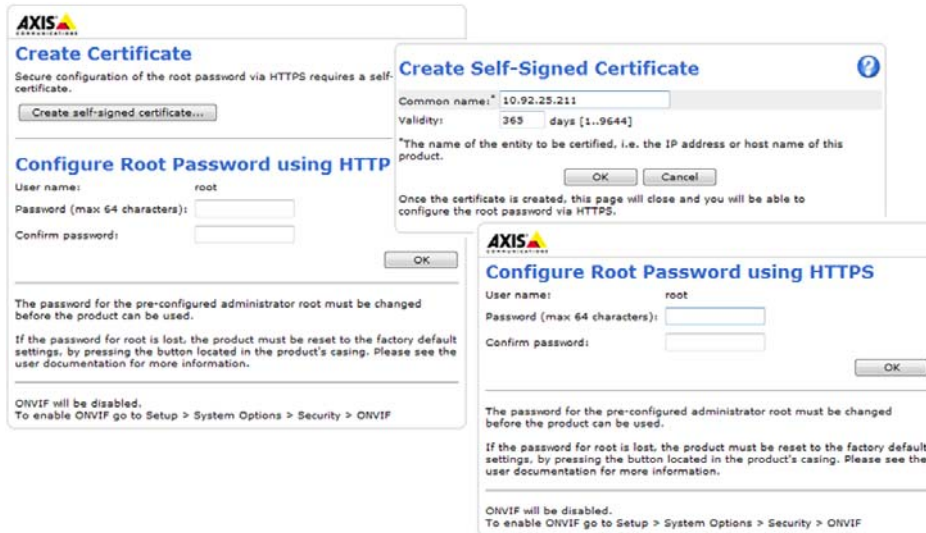 AXIS
COMMUNICATIONS
Create Certificate
Secure configuration of the root password via HTTPS requires a self-
certificate.
Create self-signed certificate...
Configure Root Password using HTTP
User name: root
Password (max 64 characters):
Confirm password:
OK
The password for the pre-configured administrator root must be changed
before the product can be used.
If the password for root is lost, the product must be reset to the factory default
settings, by pressing the button located in the product's casing. Please see the
user documentation for more information.
ONVIF will be disabled.
To enable ONVIF go to Setup > System Options > Security > ONVIF
Create Self-Signed Certificate
?
Common name:* 10.92.25.211
Validity: 365 days [1..9644]
*The name of the entity to be certified, i.e. the IP address or host name of this
product.
OK Cancel
Once the certificate is created, this page will close and you will be able to
configure the root password via HTTPS.
AXIS
COMMUNICATIONS
Configure Root Password using HTTPS
User name: root
Password (max 64 characters):
Confirm password:
OK
The password for the pre-configured administrator root must be changed
before the product can be used.
If the password for root is lost, the product must be reset to the factory default
settings, by pressing the button located in the product's casing. Please see the
user documentation for more information.
ONVIF will be disabled.
To enable ONVIF go to Setup > System Options > Security > ONVIF